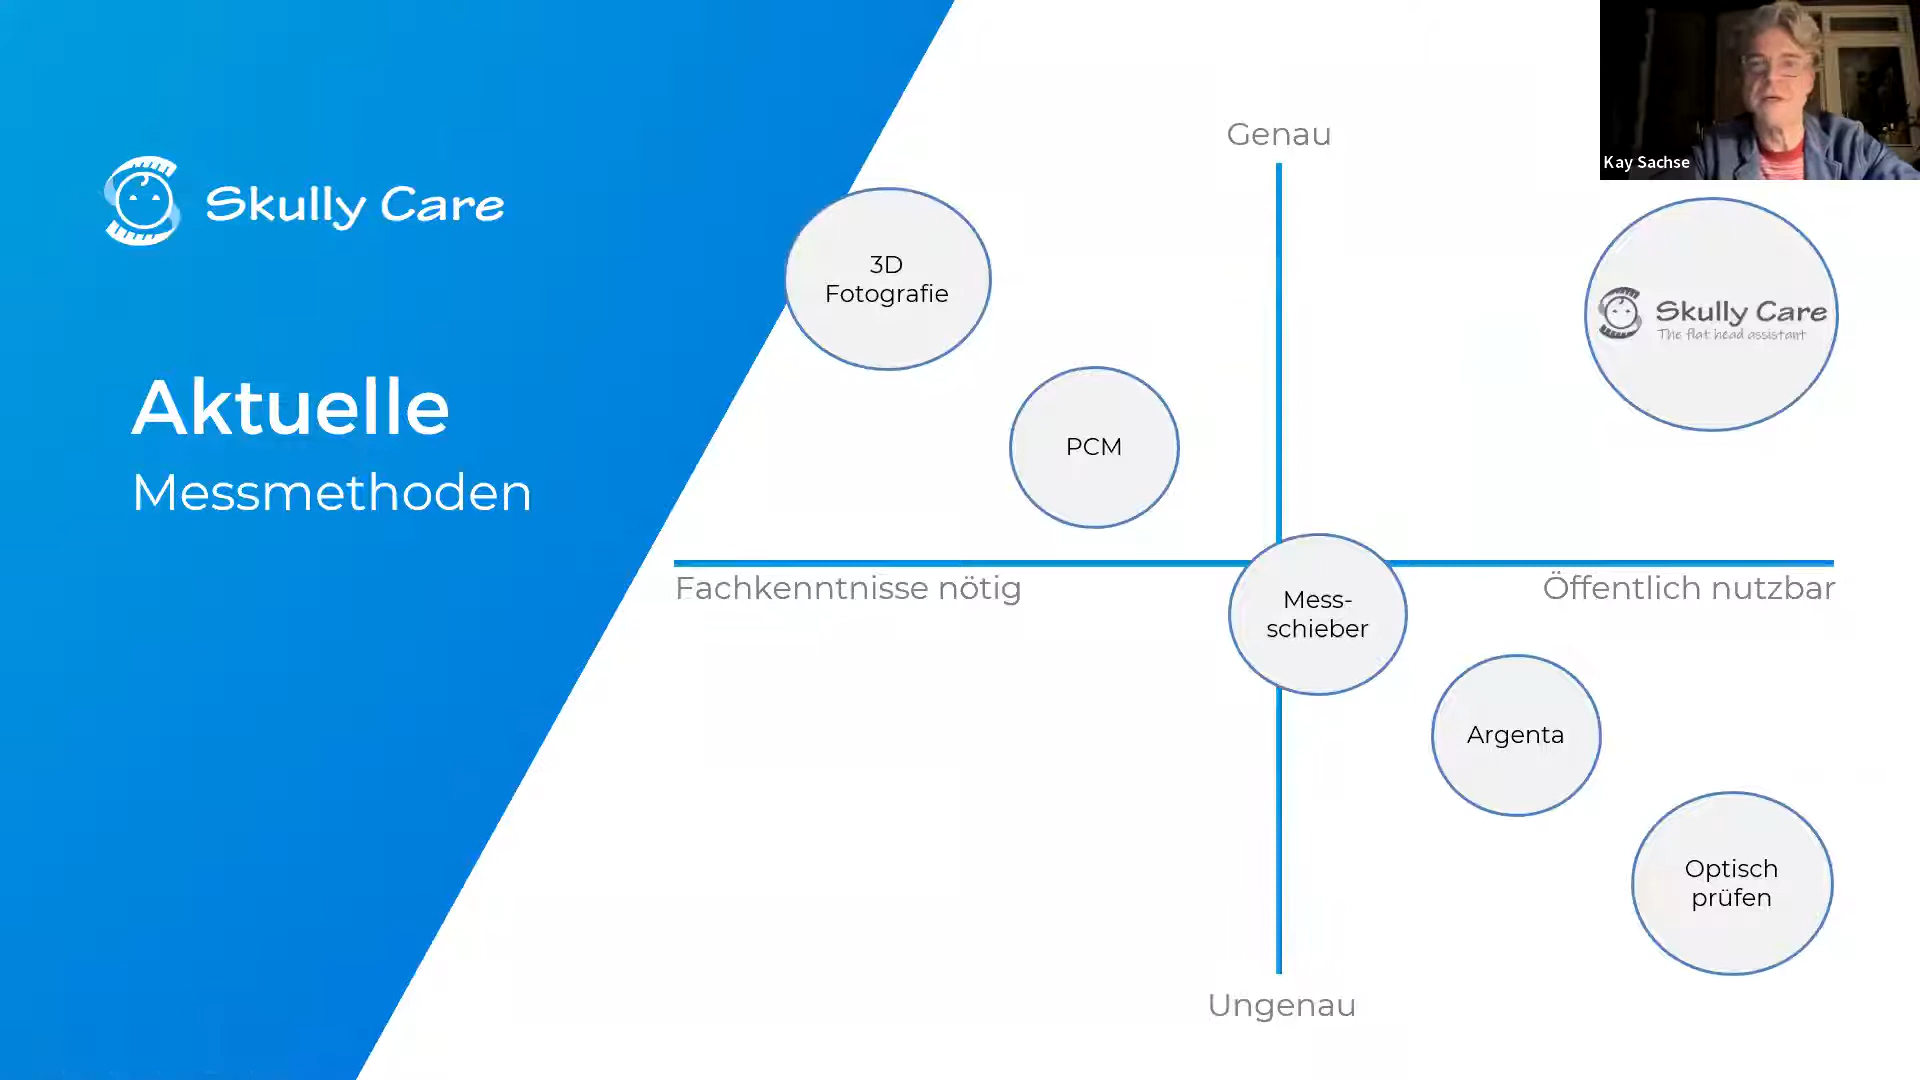 Skully Care
Aktuelle
Messmethoden
Genau
Kay Sachse
3D
Fotografie
Skully Care
The flat head assistant
PCM
Fachkenntnisse nötig
Öffentlich nutzbar
Mess-
schieber
Argenta
Optisch
prüfen
Ungenau